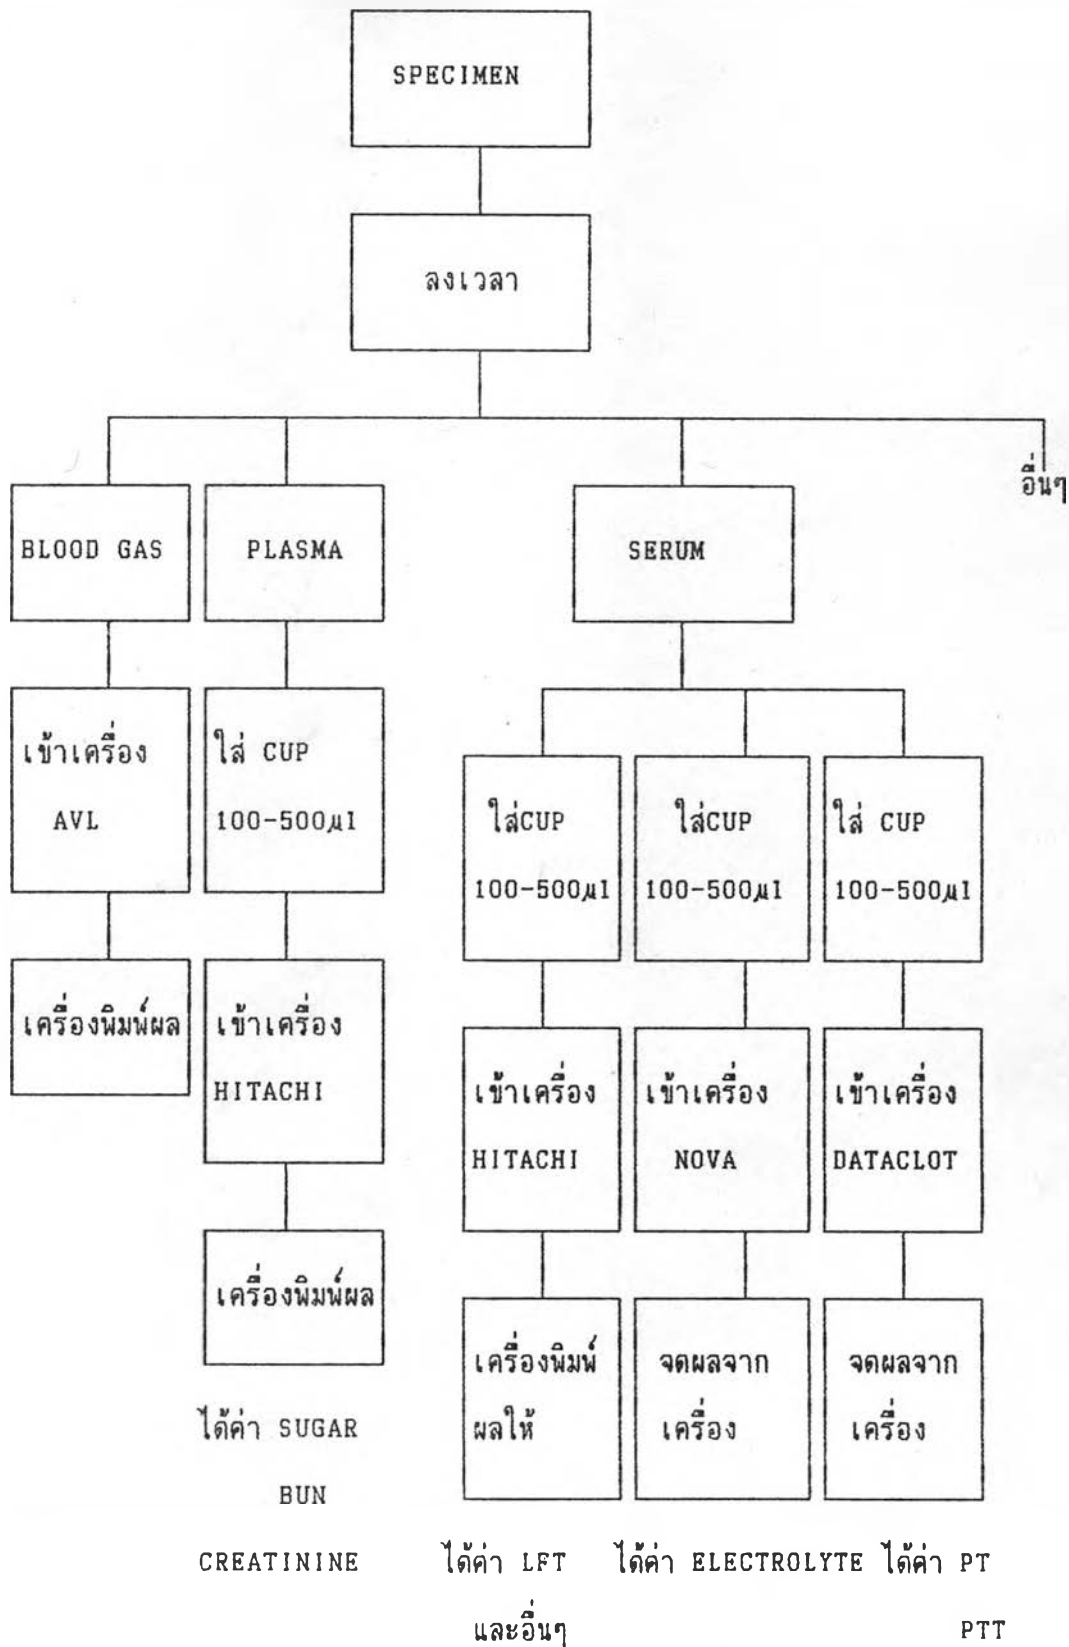 SPECIMEN
ลงเวลา
อื่นๆ
BLOOD GAS
PLASMA
SERUM
เข้าเครื่อง
AVL
เครื่องพิมพ์ผล
ใส่ CUP
100-500µl
เข้าเครื่อง
HITACHI
เครื่องพิมพ์ผล
ได้ค่า SUGAR
BUN
CREATININE
ใส่CUP
100-500µl
เข้าเครื่อง
HITACHI
เครื่องพิมพ์
ผลให้
ได้ค่า LFT
และอื่นๆ
ใส่CUP
100-500µl
เข้าเครื่อง
NOVA
จดผลจาก
เครื่อง
ได้ค่า ELECTROLYTE
ใส่ CUP
100-500µl
เข้าเครื่อง
DATACLOT
จดผลจาก
เครื่อง
ได้ค่า PT
PTT